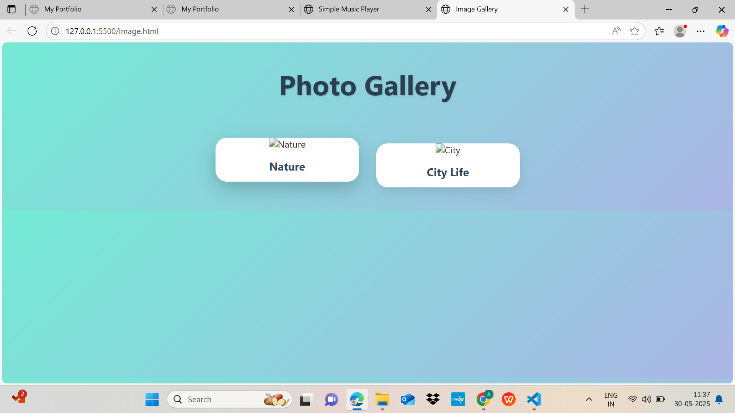 My Portfolio
My Portfolio
Simple Music Player
Image Gallery
127.0.0.1:5500/image.html
Photo Gallery
Nature
Nature
City
City Life
2
Search
ENG
IN
11:37
30-05-2025